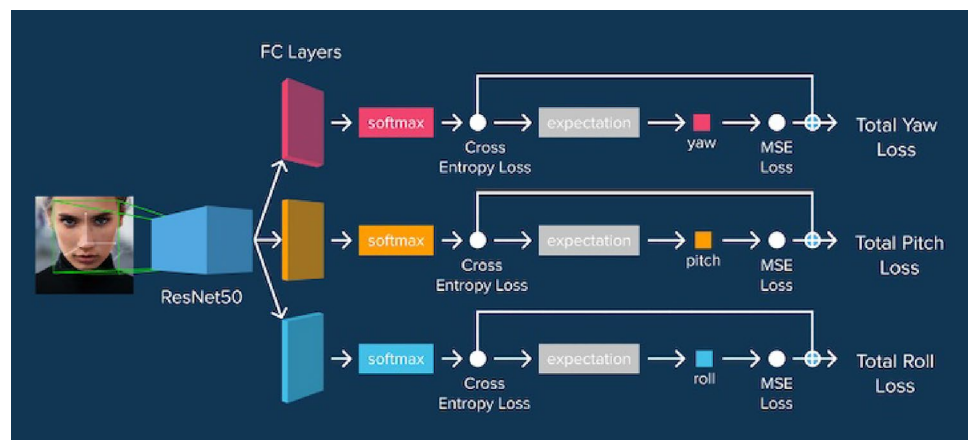 FC Layers
softmax
Cross
Entropy Loss
expectation
yaw
MSE
Loss
Total Yaw
Loss
ResNet50
softmax
Cross
Entropy Loss
expectation
pitch
MSE
Loss
Total Pitch
Loss
softmax
Cross
Entropy Loss
expectation
roll
MSE
Loss
Total Roll
Loss